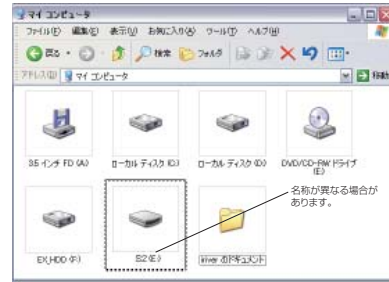 マイ コンピュータ
ファイル(F) 編集(E) 表示(V) お気に入り(A) ツール(T) ヘルプ(H)
戻る 検索 フォルダ
アドレス(D) マイ コンピュータ 移動
3.5 インチ FD (A:) ローカル ディスク (C:) ローカル ディスク (D:) DVD/CD-RW ドライブ
(E:)
名称が異なる場合が
あります。
EX_HDD (F:) S2 (E:) iriver のドキュメント